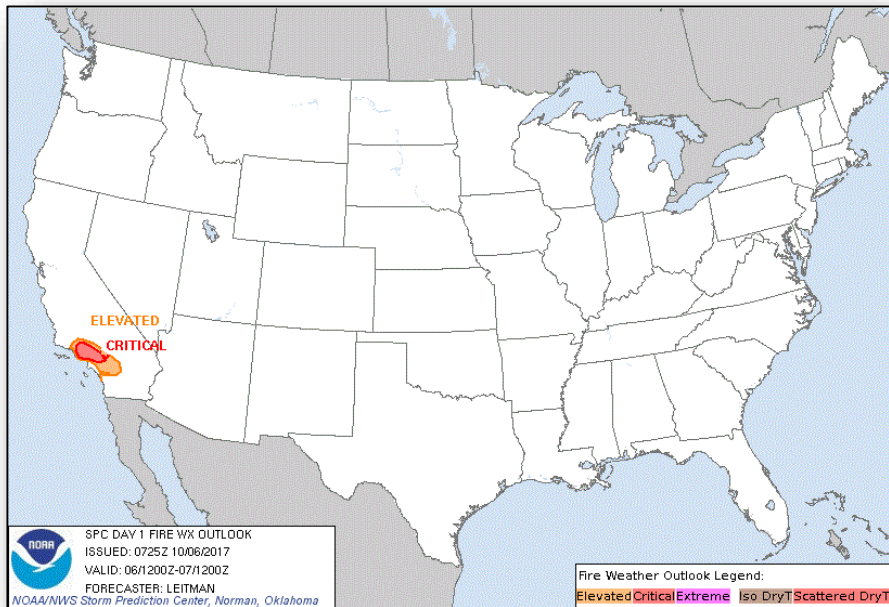 ELEVATED
CRITICAL
NOAA
SPC DAY 1 FIRE WX OUTLOOK
ISSUED: 0725Z 10/06/2017
VALID: 06/1200Z-07/1200Z
FORECASTER: LEITMAN
NOAA/NWS Storm Prediction Center, Norman, Oklahoma
Fire Weather Outlook Legend:
Elevated Critical Extreme Iso DryT Scattered DryT